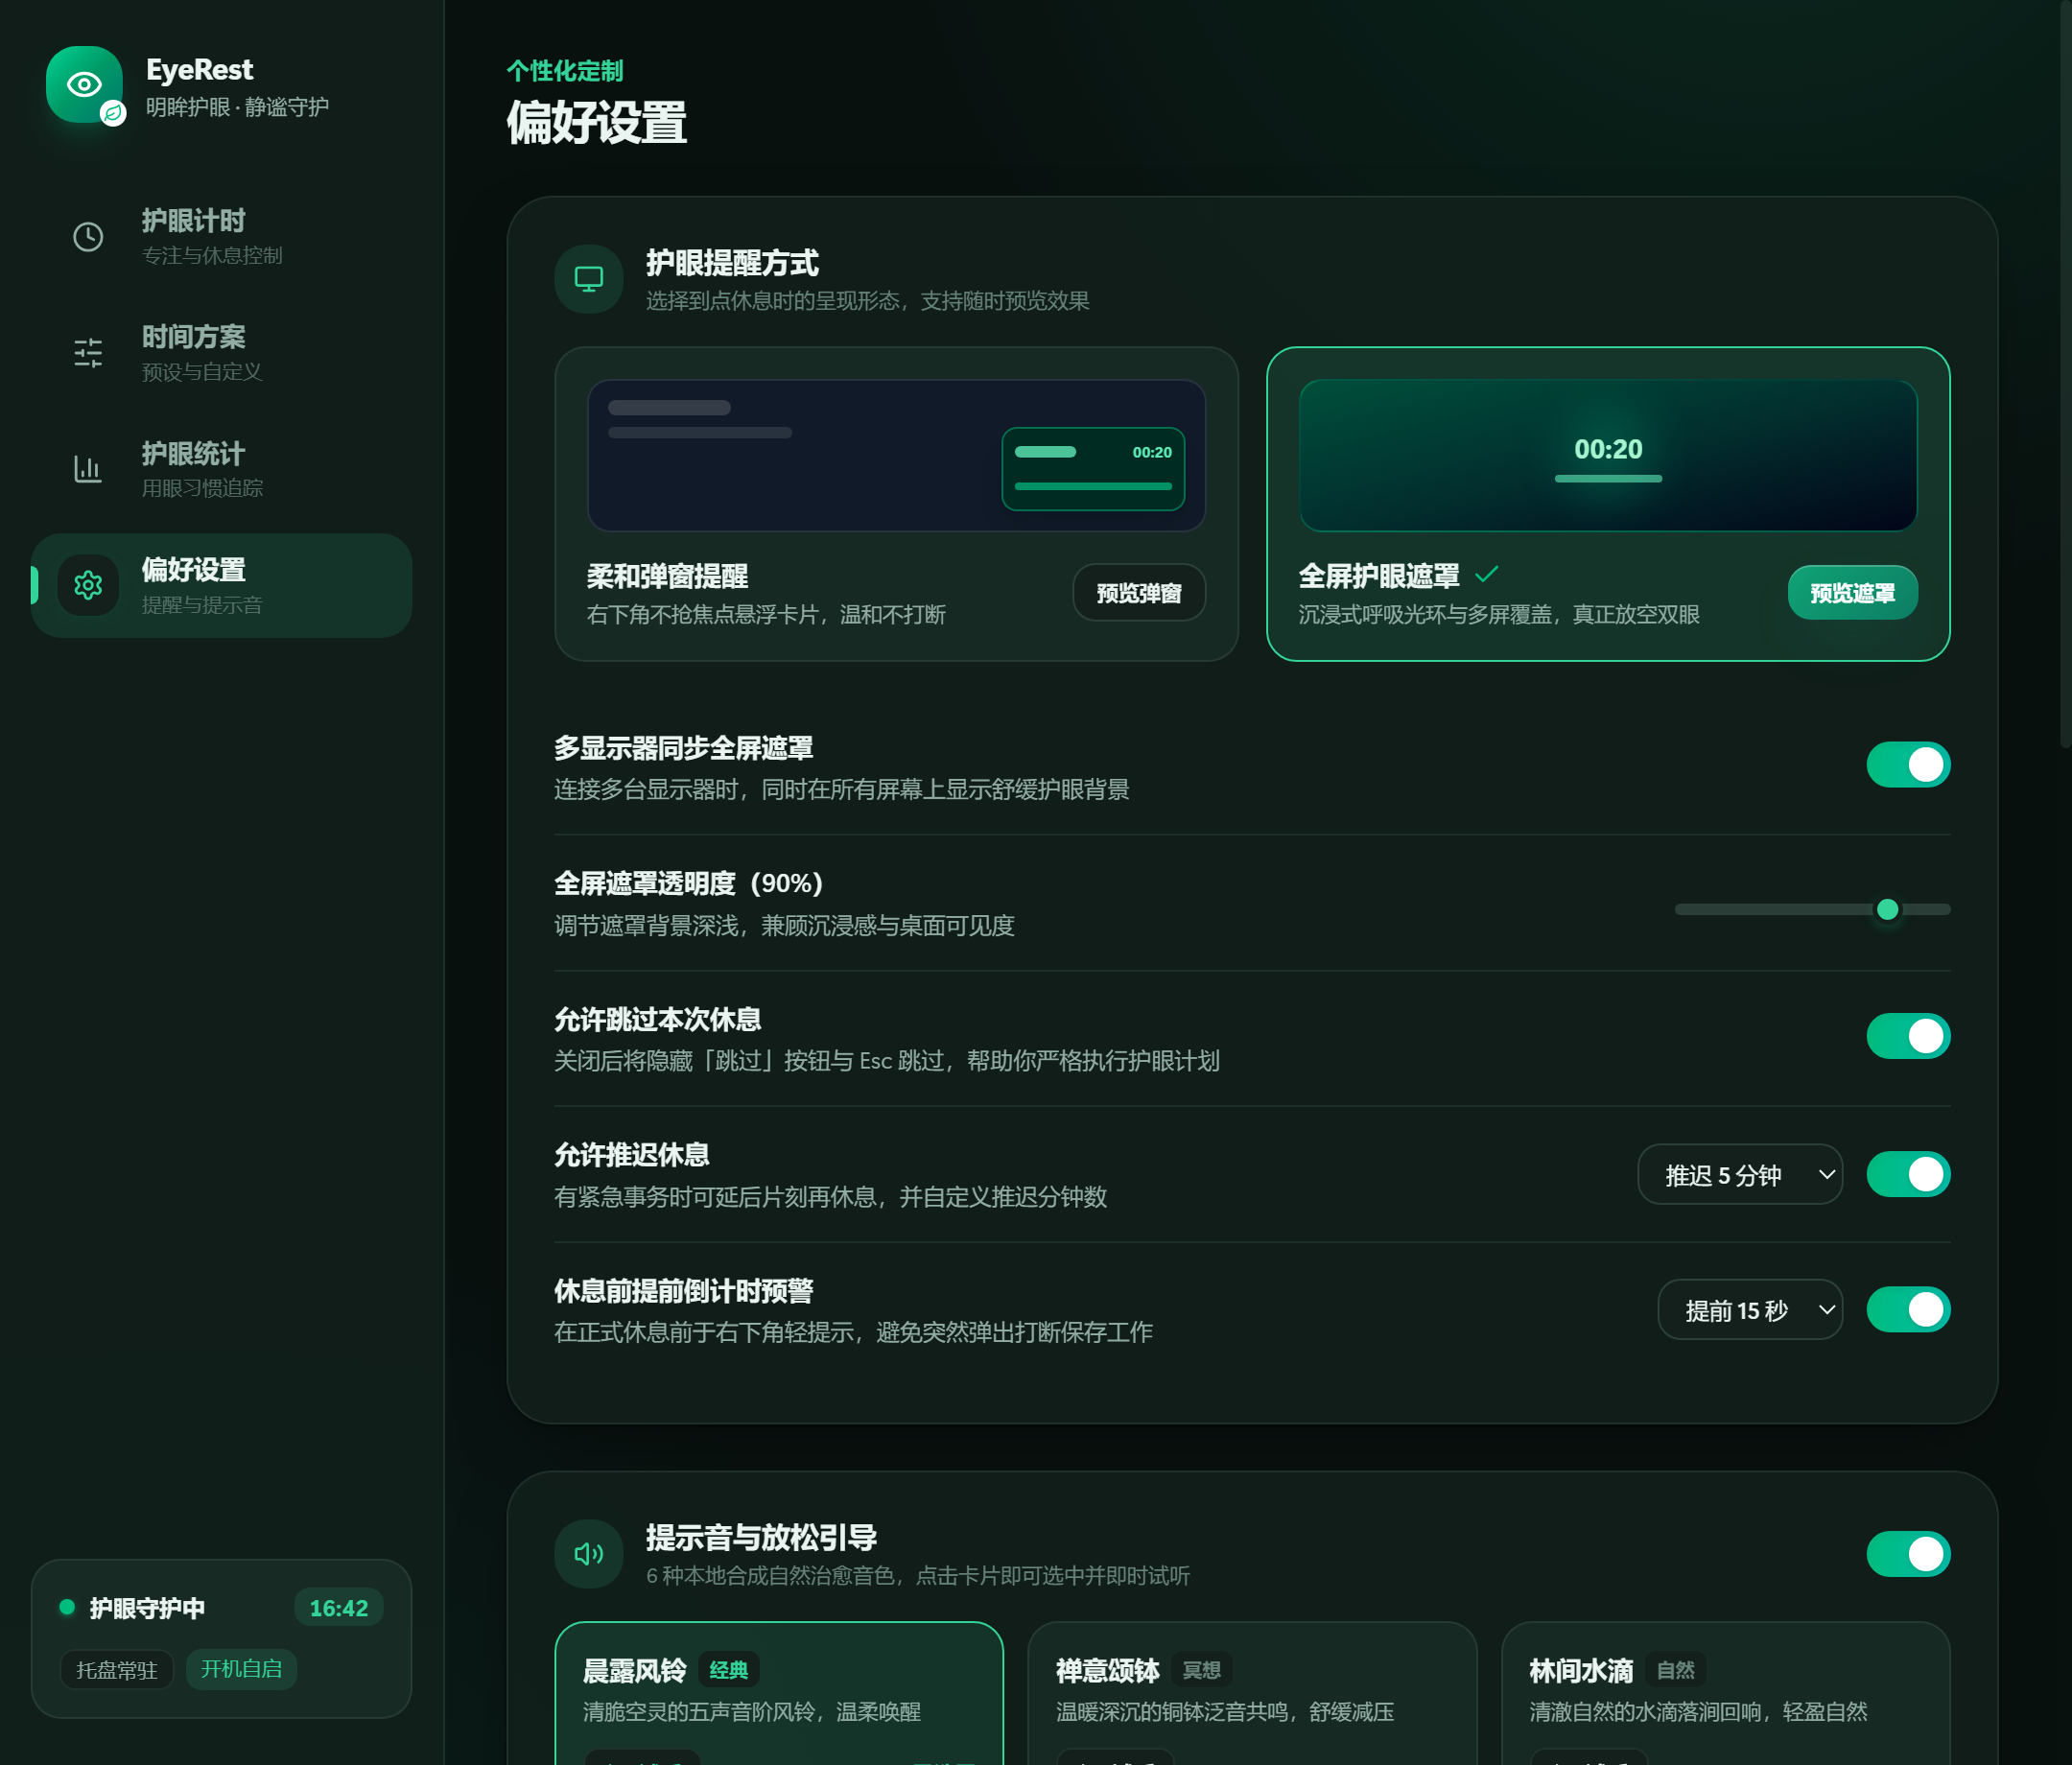 EyeRest
明眸护眼 · 静谧守护
护眼计时
专注与休息控制
时间方案
预设与自定义
护眼统计
用眼习惯追踪
偏好设置
提醒与提示音
护眼守护中
16:42
托盘常驻
开机自启
个性化定制
偏好设置
护眼提醒方式
选择到点休息时的呈现形态，支持随时预览效果
00:20
柔和弹窗提醒
右下角不抢焦点悬浮卡片，温和不打断
预览弹窗
00:20
全屏护眼遮罩
沉浸式呼吸光环与多屏覆盖，真正放空双眼
预览遮罩
多显示器同步全屏遮罩
连接多台显示器时，同时在所有屏幕上显示舒缓护眼背景
全屏遮罩透明度（90%）
调节遮罩背景深浅，兼顾沉浸感与桌面可见度
允许跳过本次休息
关闭后将隐藏「跳过」按钮与 Esc 跳过，帮助你严格执行护眼计划
允许推迟休息
有紧急事务时可延后片刻再休息，并自定义推迟分钟数
推迟 5 分钟
休息前提前倒计时预警
在正式休息前于右下角轻提示，避免突然弹出打断保存工作
提前 15 秒
提示音与放松引导
6 种本地合成自然治愈音色，点击卡片即可选中并即时试听
晨露风铃 经典
清脆空灵的五声音阶风铃，温柔唤醒
禅意颂钵 冥想
温暖深沉的铜钵泛音共鸣，舒缓减压
林间水滴 自然
清澈自然的水滴落涧回响，轻盈自然